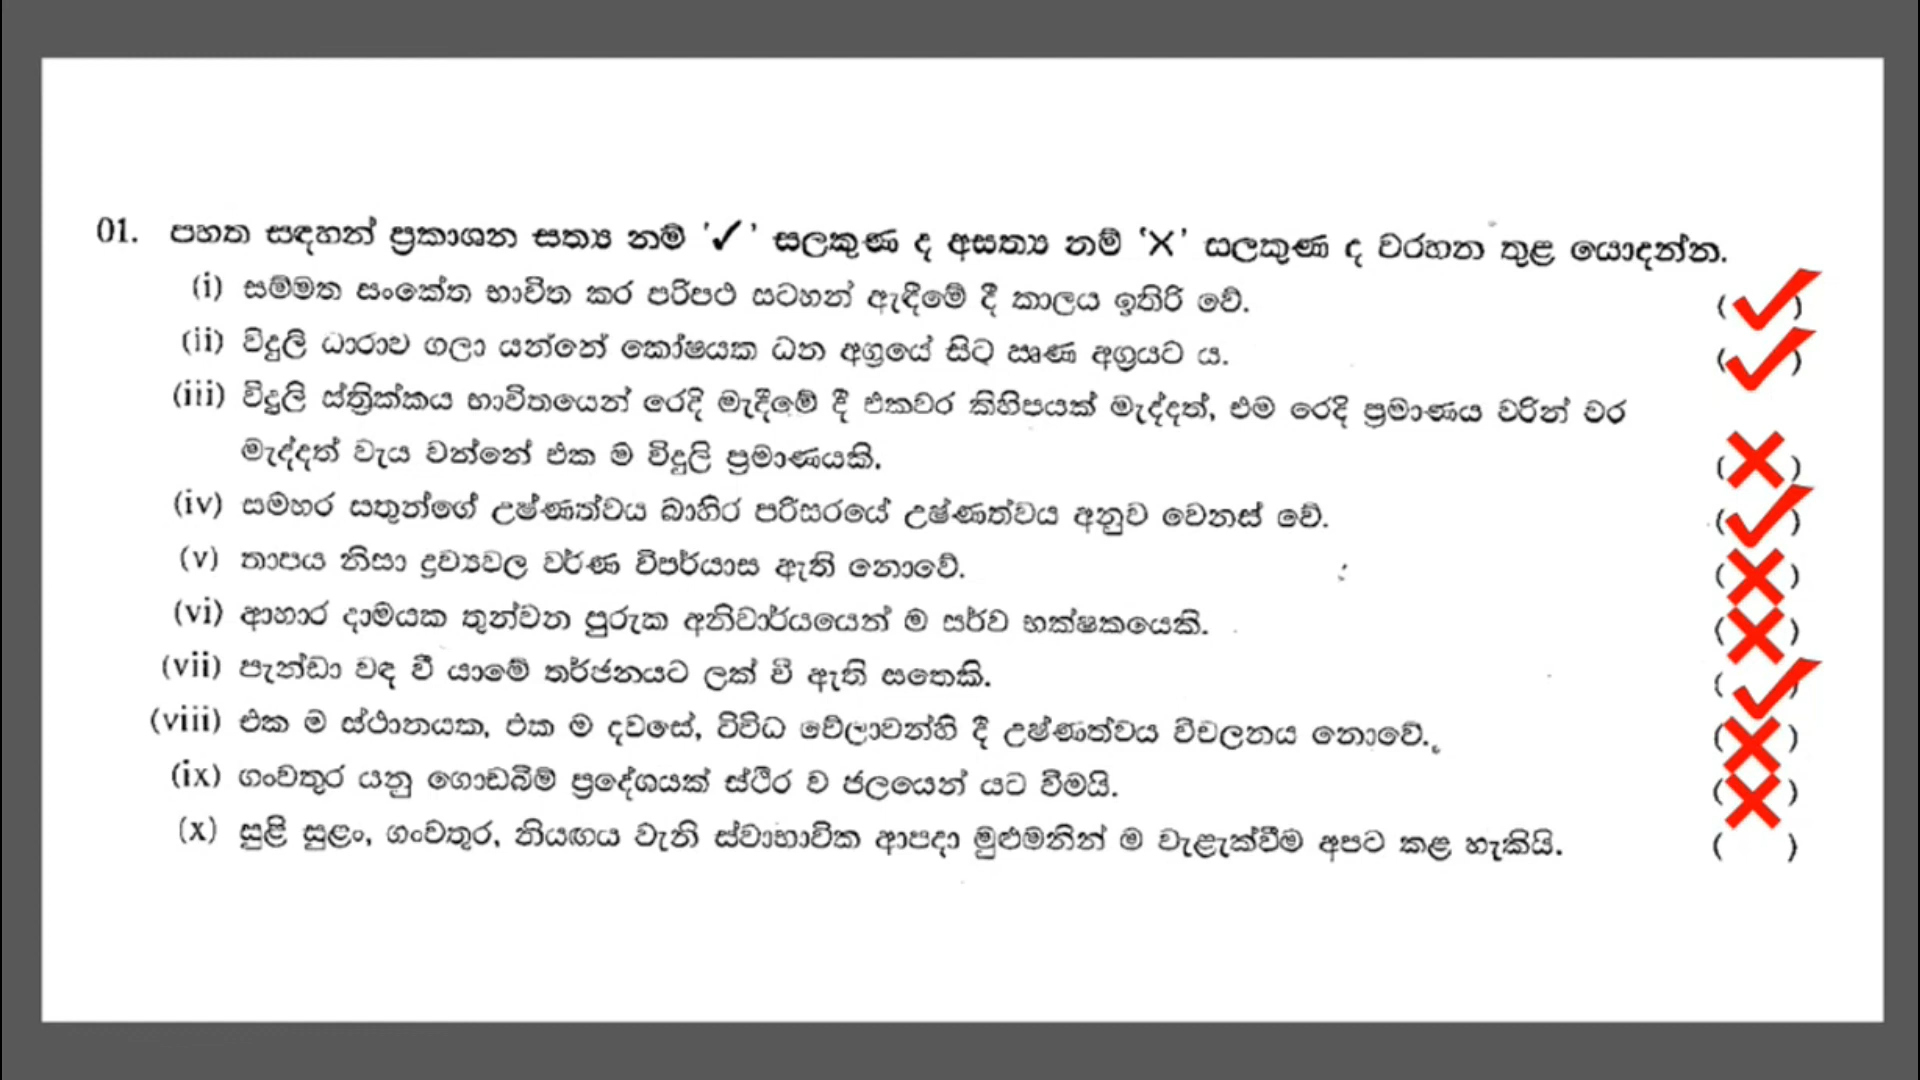 01. පහත සඳහන් ප්‍රකාශන සත්‍ය නම් '✓' සලකුණ ද අසත්‍ය නම් 'X' සලකුණ ද වරහන තුළ යොදන්න.
(i) සම්මත සංකේත භාවිත කර පරිපථ සටහන් ඇඳීමේ දී කාලය ඉතිරි වේ. (✓)
(ii) විදුලි ධාරාව ගලා යන්නේ කෝෂයක ධන අග්‍රයේ සිට ඍණ අග්‍රයට ය. (✓)
(iii) විදුලි ස්ත්‍රික්කය භාවිතයෙන් රෙදි මැදීමේ දී එකවර කිහිපයක් මැද්දත්, එම රෙදි ප්‍රමාණය වරින් වර
මැද්දත් වැය වන්නේ එක ම විදුලි ප්‍රමාණයකි. (X)
(iv) සමහර සතුන්ගේ උෂ්ණත්වය බාහිර පරිසරයේ උෂ්ණත්වය අනුව වෙනස් වේ. (✓)
(v) තාපය නිසා ද්‍රව්‍යවල වර්ණ විපර්යාස ඇති නොවේ. (X)
(vi) ආහාර දාමයක තුන්වන පුරුක අනිවාර්යයෙන් ම සර්ව භක්ෂකයෙකි. (X)
(vii) පැන්ඩා වඳ වී යාමේ තර්ජනයට ලක් වී ඇති සතෙකි. (✓)
(viii) එක ම ස්ථානයක, එක ම දවසේ, විවිධ වේලාවන්හි දී උෂ්ණත්වය විචලනය නොවේ. (X)
(ix) ගංවතුර යනු ගොඩබිම් ප්‍රදේශයක් ස්ථිර ව ජලයෙන් යට වීමයි. (X)
(x) සුළි සුළං, ගංවතුර, නියඟය වැනි ස්වාභාවික ආපදා මුළුමනින් ම වැළැක්වීම අපට කළ හැකියි. ( )